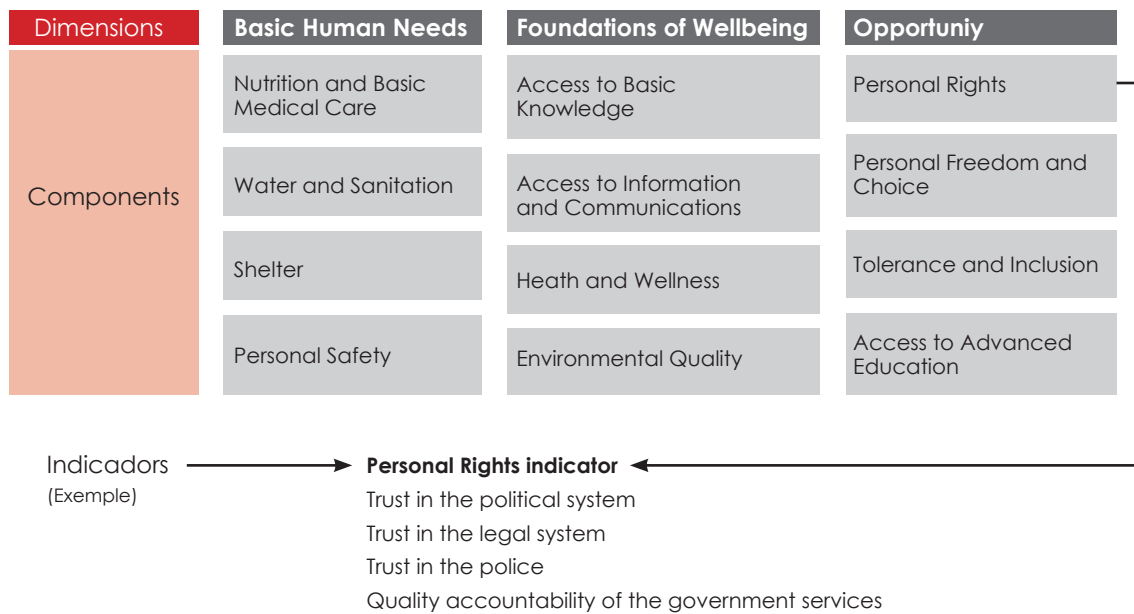 Dimensions
Basic Human Needs
Foundations of Wellbeing
Opportuniy
Components
Nutrition and Basic
Medical Care
Access to Basic
Knowledge
Personal Rights
Water and Sanitation
Access to Information
and Communications
Personal Freedom and
Choice
Shelter
Heath and Wellness
Tolerance and Inclusion
Personal Safety
Environmental Quality
Access to Advanced
Education
Indicadors
(Exemple)
Personal Rights indicator
Trust in the political system
Trust in the legal system
Trust in the police
Quality accountability of the government services